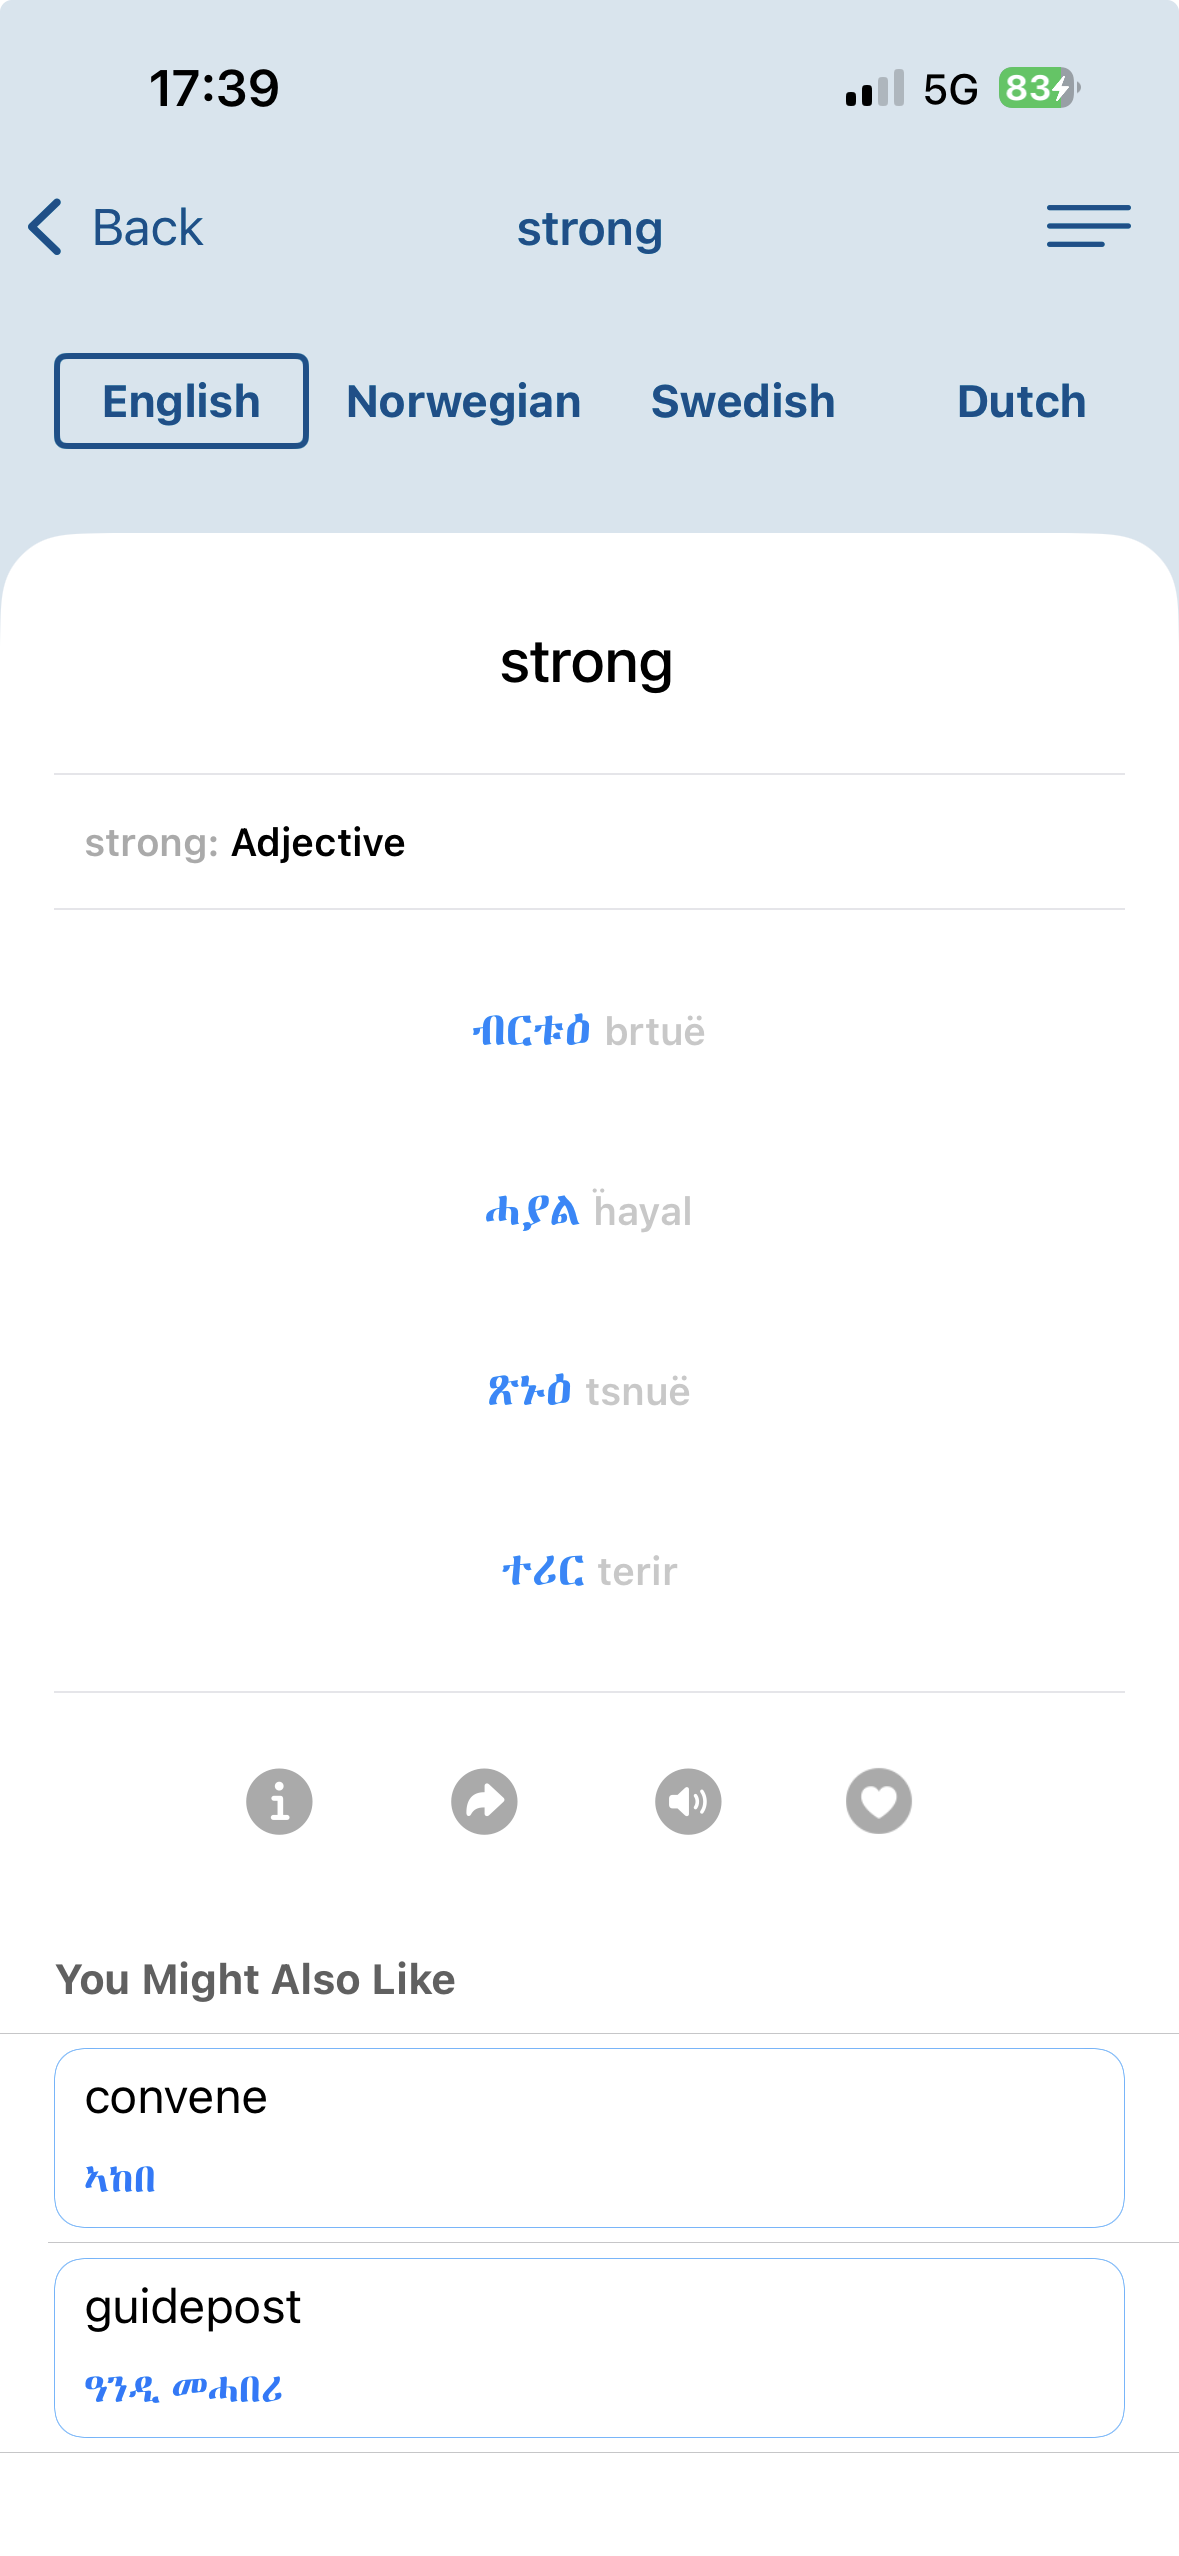 17:39 5G 83
Back strong
English Norwegian Swedish Dutch
strong
strong: Adjective
ብርቱዕ brtuë
ሓያል ḧayal
ጽኑዕ tsnuë
ተሪር terir
You Might Also Like
convene
ኣከበ
guidepost
ዓንዲ መሓበሪ